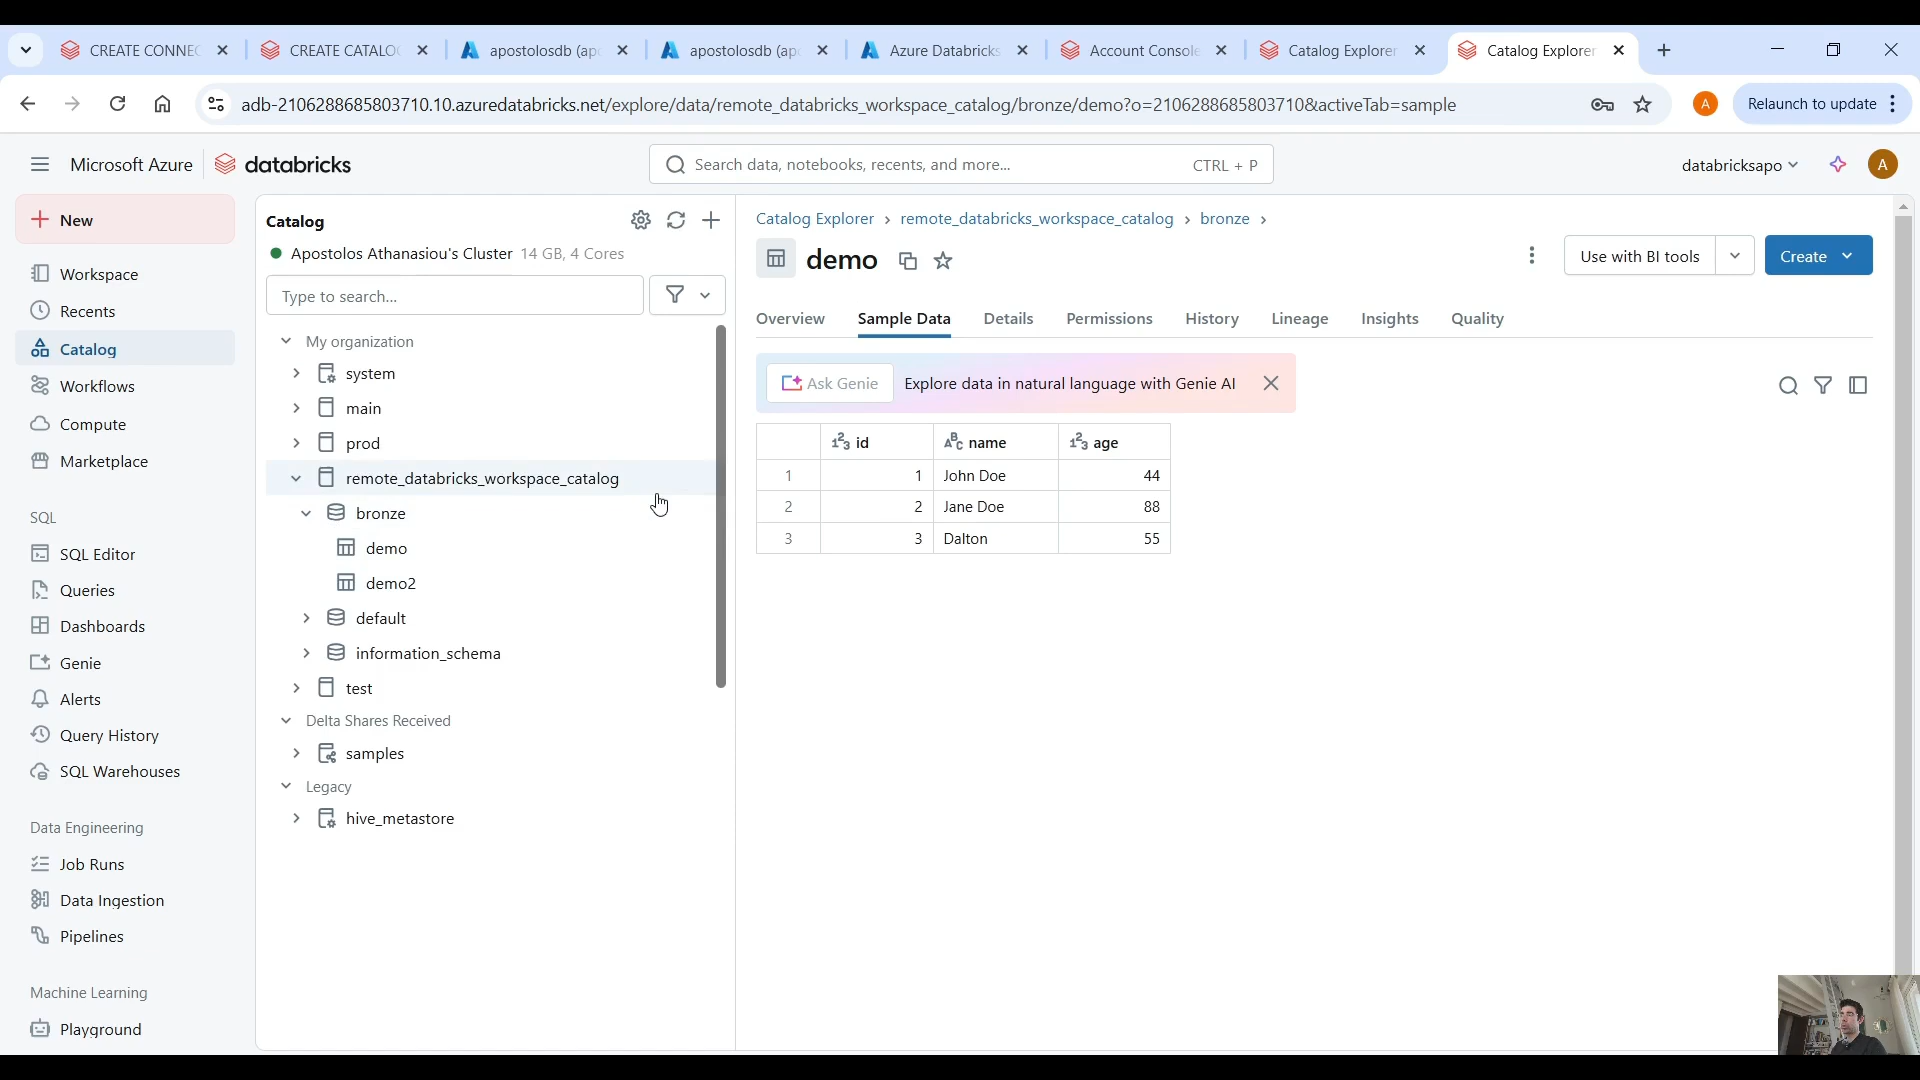 CREATE CONNEC
CREATE CATALOG
apostolosdb (apo
apostolosdb (apo
Azure Databricks
Account Console
Catalog Explorer
Catalog Explorer
adb-2106288685803710.10.azuredatabricks.net/explore/data/remote_databricks_workspace_catalog/bronze/demo?o=2106288685803710&activeTab=sample
A
Relaunch to update
Microsoft Azure
databricks
Search data, notebooks, recents, and more...
CTRL + P
databricksapo
A
New
Workspace
Recents
Catalog
Workflows
Compute
Marketplace
SQL
SQL Editor
Queries
Dashboards
Genie
Alerts
Query History
SQL Warehouses
Data Engineering
Job Runs
Data Ingestion
Pipelines
Machine Learning
Playground
Catalog
Apostolos Athanasiou's Cluster 14 GB, 4 Cores
Type to search...
My organization
system
main
prod
remote_databricks_workspace_catalog
bronze
demo
demo2
default
information_schema
test
Delta Shares Received
samples
Legacy
hive_metastore
Catalog Explorer > remote_databricks_workspace_catalog > bronze >
demo
Use with BI tools
Create
Overview Sample Data Details Permissions History Lineage Insights Quality
Ask Genie Explore data in natural language with Genie AI
id name age
1 1 John Doe 44
2 2 Jane Doe 88
3 3 Dalton 55